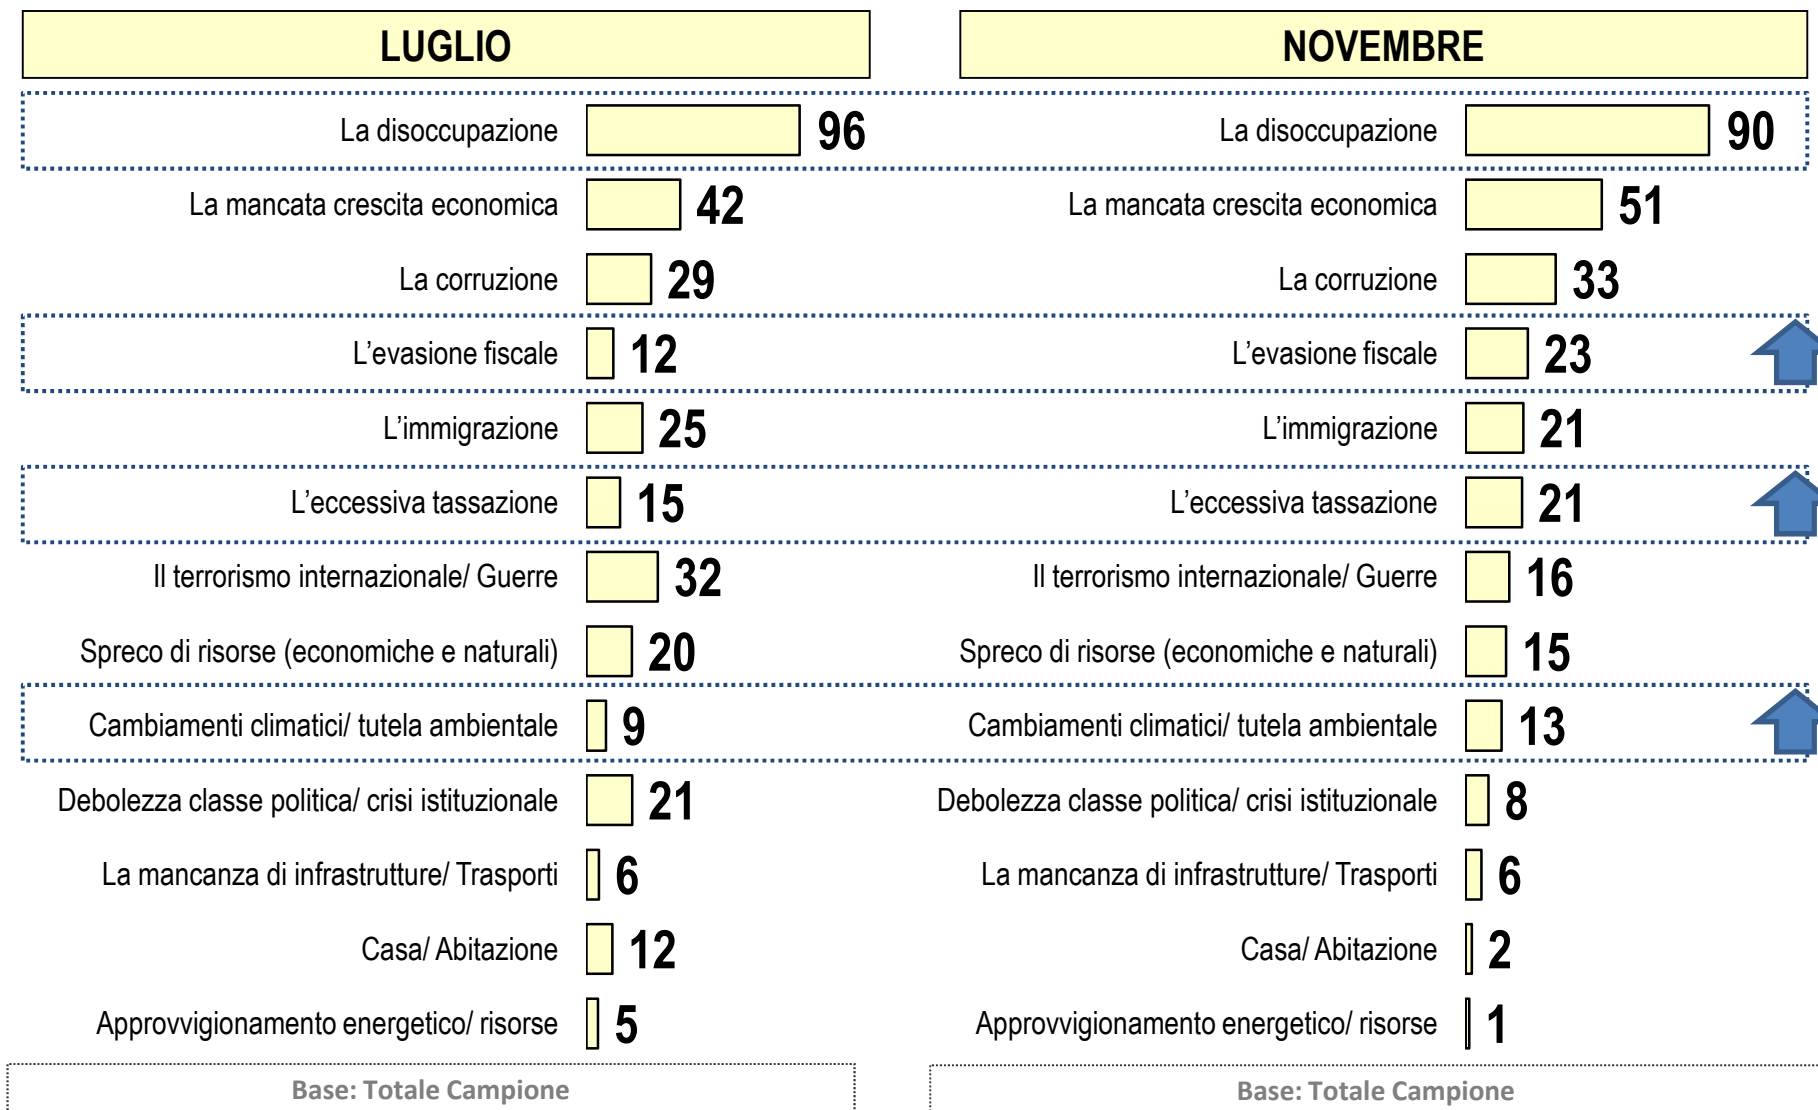 LUGLIO
NOVEMBRE
La disoccupazione 96
La disoccupazione 90
La mancata crescita economica 42
La mancata crescita economica 51
La corruzione 29
La corruzione 33
L'evasione fiscale 12
L'evasione fiscale 23
L'immigrazione 25
L'immigrazione 21
L'eccessiva tassazione 15
L'eccessiva tassazione 21
Il terrorismo internazionale/ Guerre 32
Il terrorismo internazionale/ Guerre 16
Spreco di risorse (economiche e naturali) 20
Spreco di risorse (economiche e naturali) 15
Cambiamenti climatici/ tutela ambientale 9
Cambiamenti climatici/ tutela ambientale 13
Debolezza classe politica/ crisi istituzionale 21
Debolezza classe politica/ crisi istituzionale 8
La mancanza di infrastrutture/ Trasporti 6
La mancanza di infrastrutture/ Trasporti 6
Casa/ Abitazione 12
Casa/ Abitazione 2
Approvvigionamento energetico/ risorse 5
Approvvigionamento energetico/ risorse 1
Base: Totale Campione
Base: Totale Campione